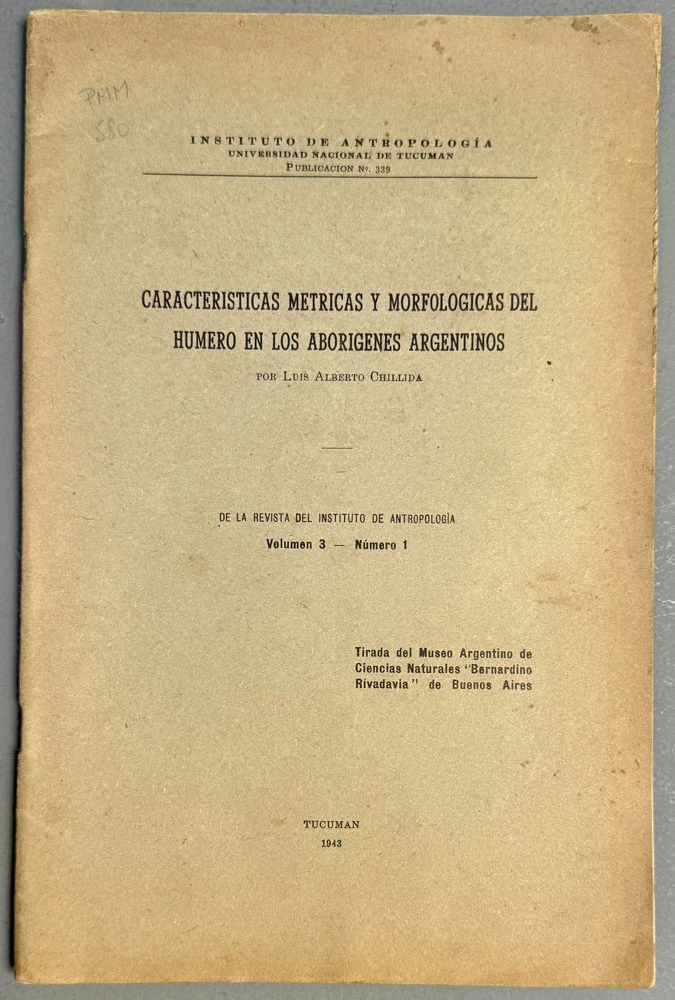 PMM
580
INSTITUTO DE ANTROPOLOGÍA
UNIVERSIDAD NACIONAL DE TUCUMAN
PUBLICACION Nº. 339
CARACTERISTICAS METRICAS Y MORFOLOGICAS DEL
HUMERO EN LOS ABORIGENES ARGENTINOS
POR LUIS ALBERTO CHILLIDA
DE LA REVISTA DEL INSTITUTO DE ANTROPOLOGÌA
Volumen 3 — Número 1
Tirada del Museo Argentino de
Ciencias Naturales "Bernardino
Rivadavia" de Buenos Aires
TUCUMAN
1943